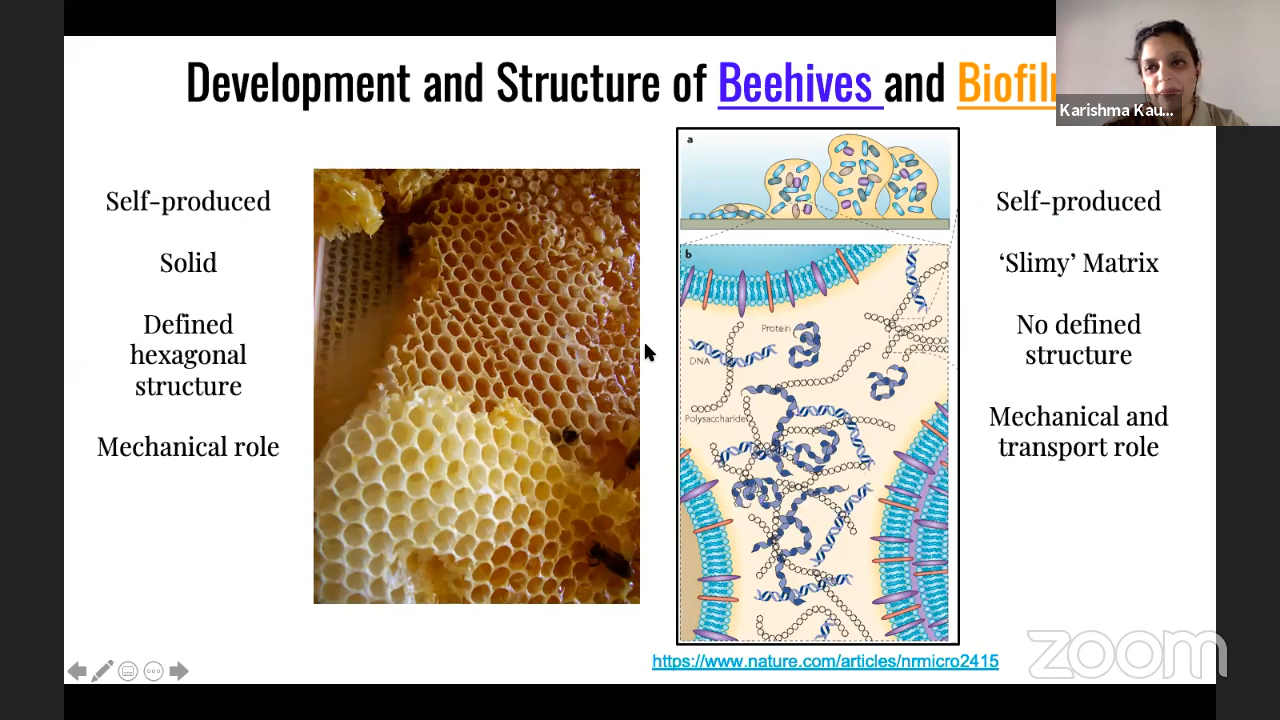 Development and Structure of Beehives and
Karishma Kau...
a
Self-produced
Solid
Defined
hexagonal
structure
Mechanical role
b
Protein
DNA
Polysaccharide
Self-produced
‘Slimy’ Matrix
No defined
structure
Mechanical and
transport role
https://www.nature.com/articles/nrmicro2415
zoom